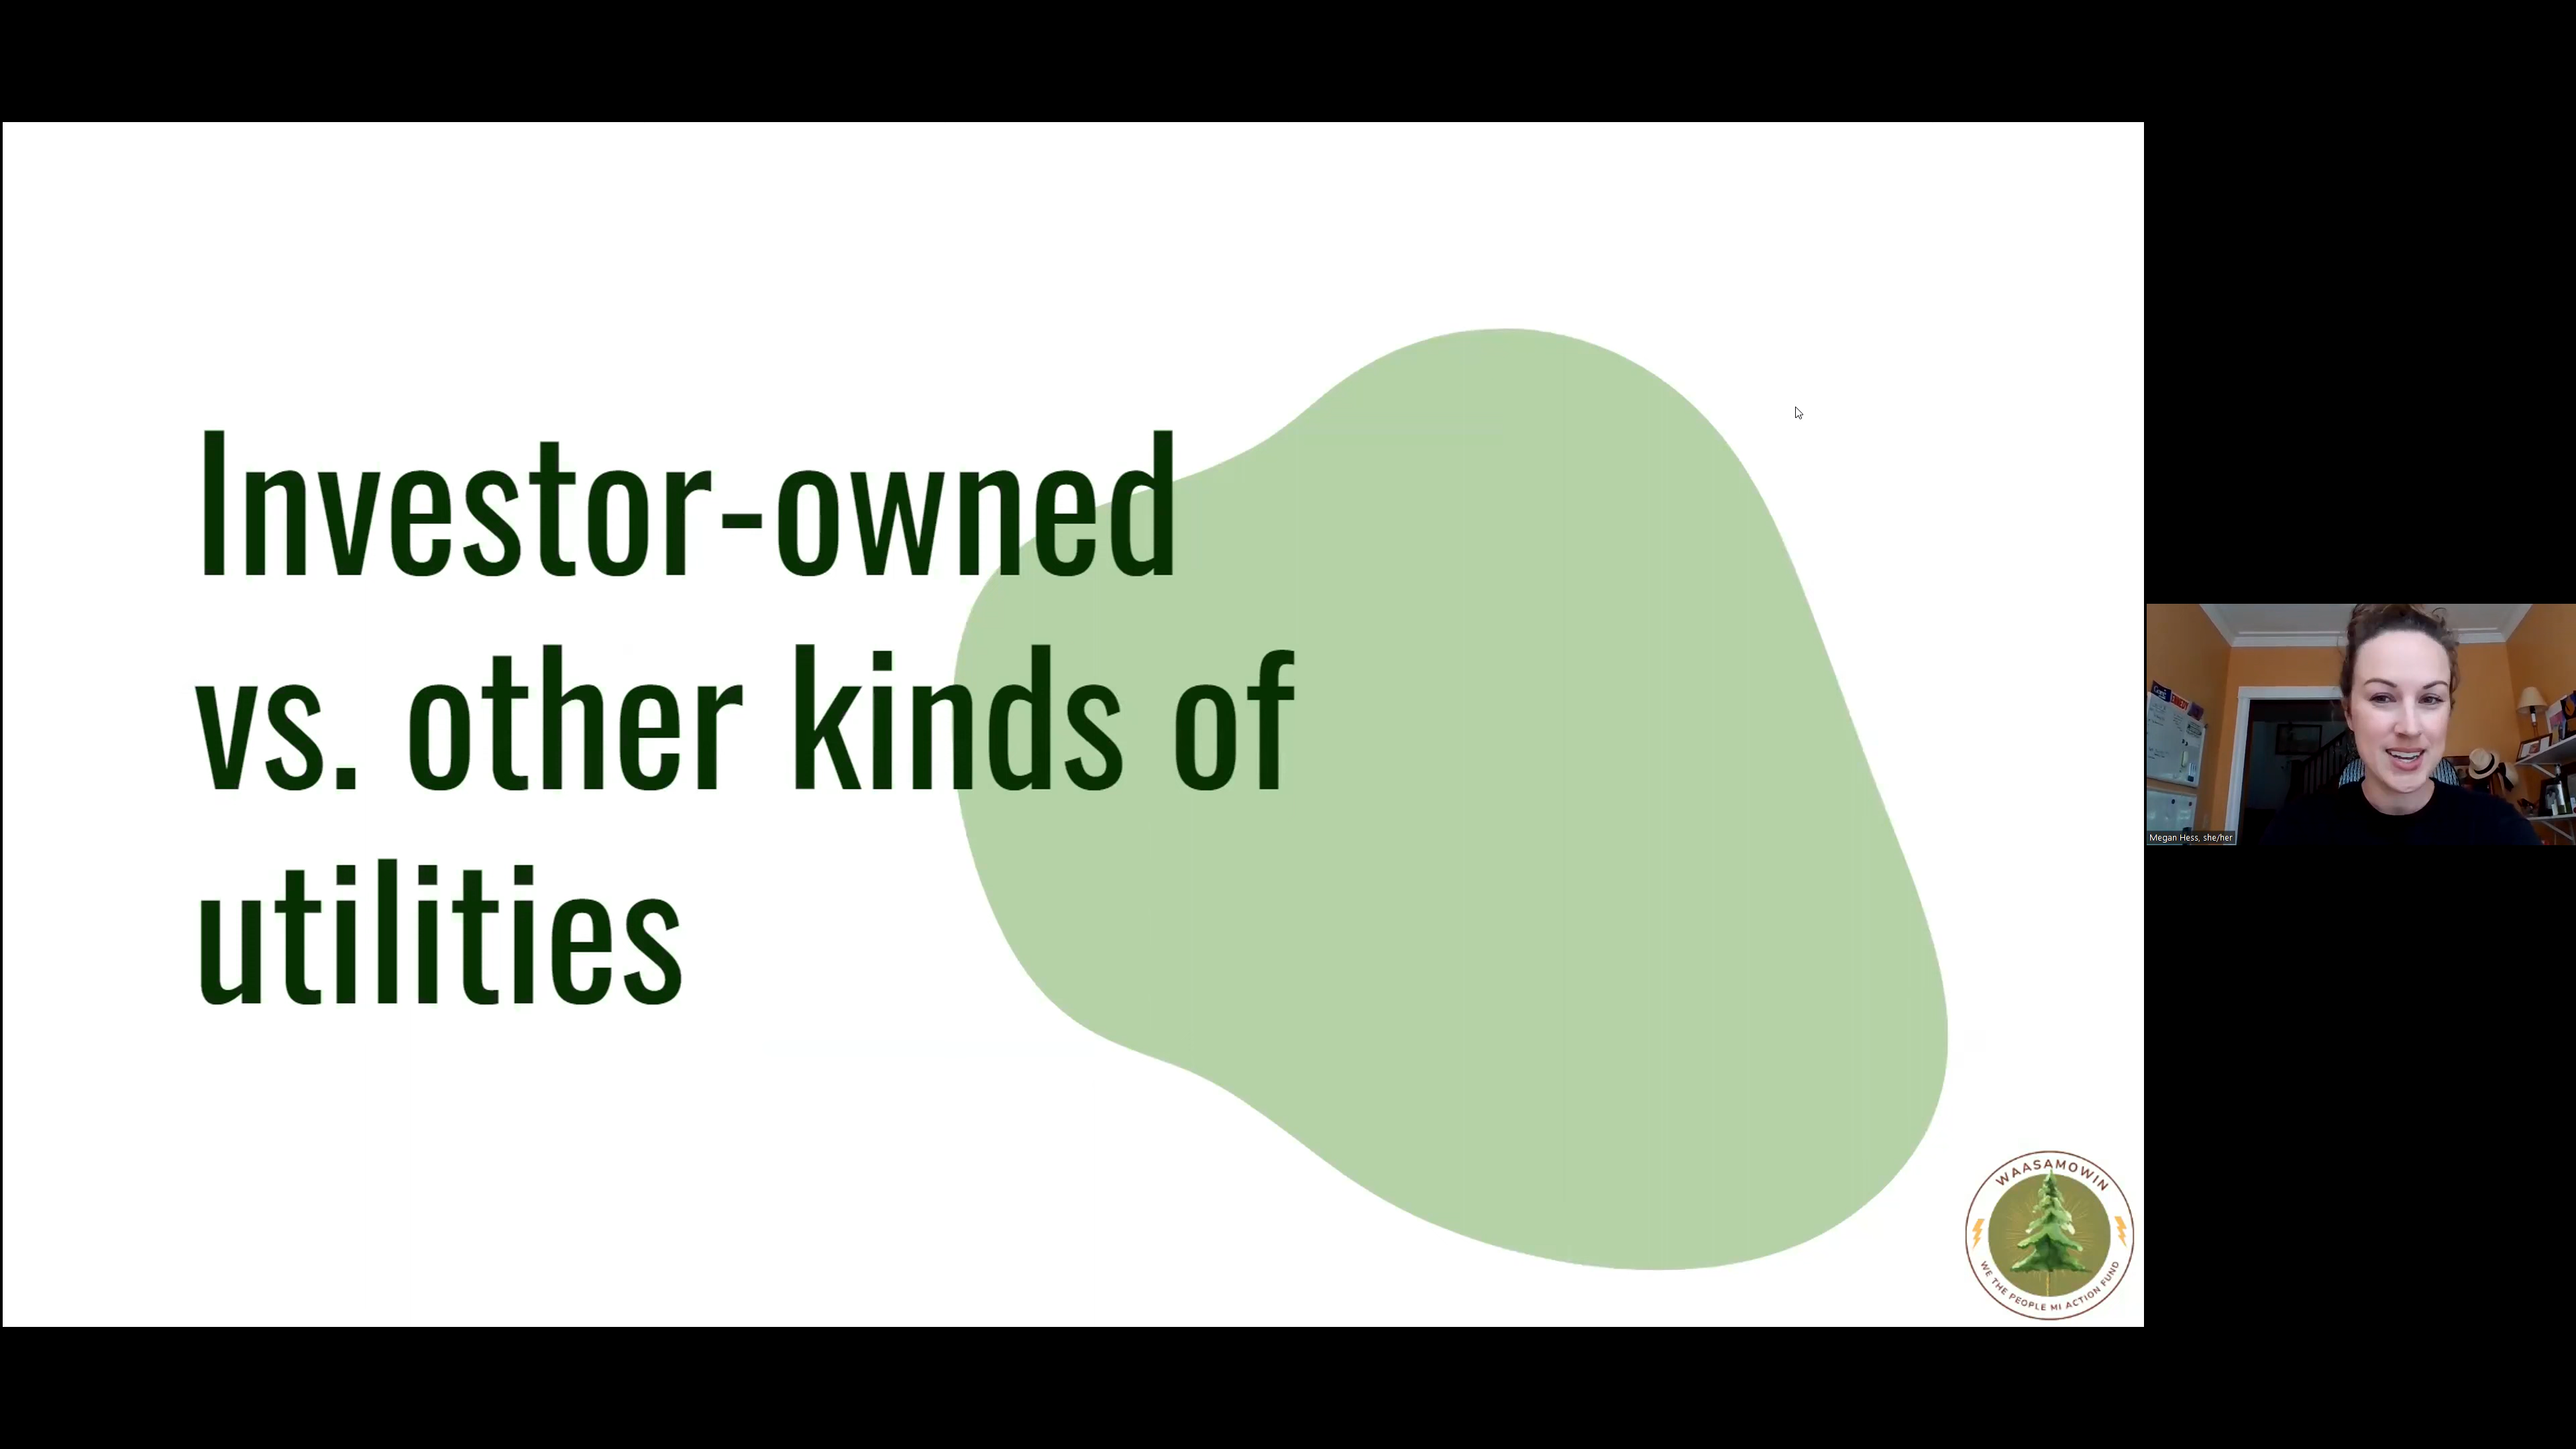 Investor-owned
vs. other kinds of
utilities
WAASAMOWIN
WE THE PEOPLE MI ACTION FUND
Megan Hess, she/her